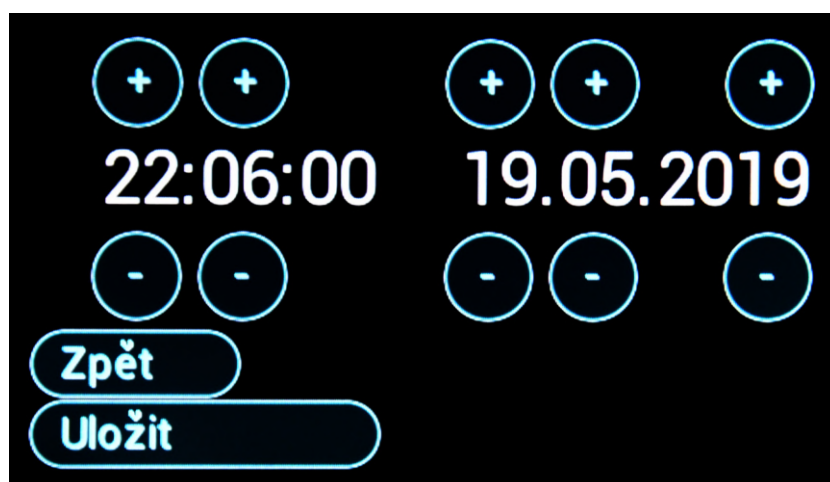 + + + + +
22:06:00 19.05.2019
- - - - -
Zpět
Uložit